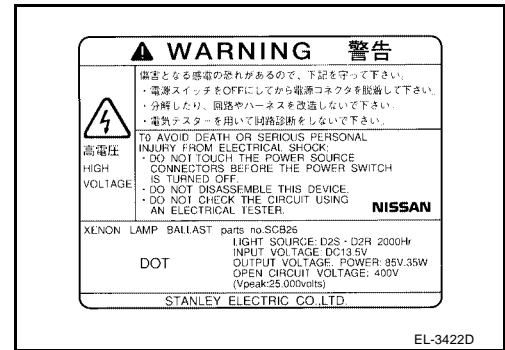 WARNING 警告
傷害となる感電の恐れがあるので、下記を守って下さい。
・電源スイッチをOFFにしてから電源コネクタを脱着して下さい。
・分解したり、回路やハーネスを改造しないで下さい。
・電気テスターを用いて回路診断をしないで下さい。
高電圧
HIGH
VOLTAGE
TO AVOID DEATH OR SERIOUS PERSONAL
INJURY FROM ELECTRICAL SHOCK;
・DO NOT TOUCH THE POWER SOURCE
CONNECTORS BEFORE THE POWER SWITCH
IS TURNED OFF.
・DO NOT DISASSEMBLE THIS DEVICE.
・DO NOT CHECK THE CIRCUIT USING
AN ELECTRICAL TESTER.
NISSAN
XENON LAMP BALLAST parts no.SCB26
LIGHT SOURCE: D2S・D2R 2000Hr
INPUT VOLTAGE: DC13.5V
DOT
OUTPUT VOLTAGE. POWER: 85V.35W
OPEN CIRCUIT VOLTAGE: 400V
(Vpeak:25.000volts)
STANLEY ELECTRIC CO.,LTD.
EL-3422D